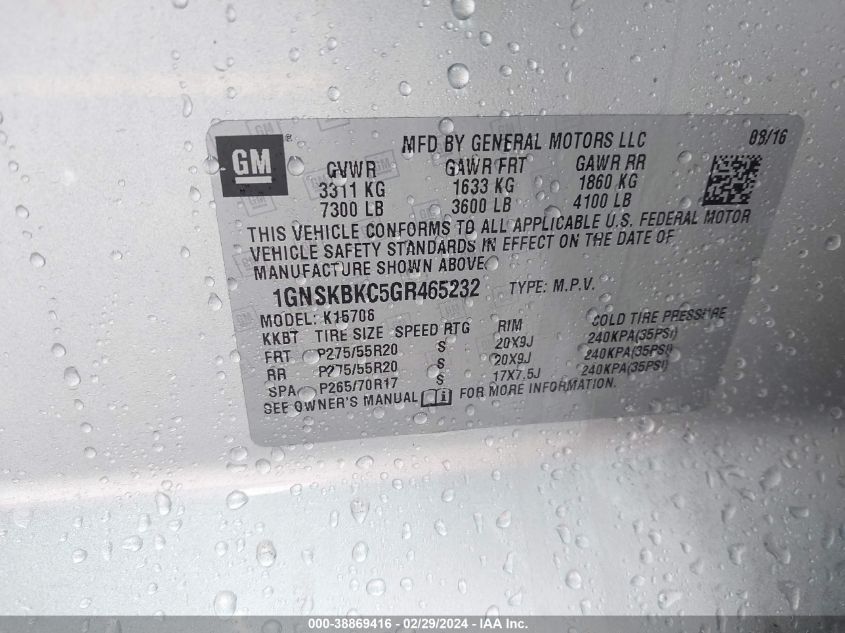 GM ®
MFD BY GENERAL MOTORS LLC 08/16
GVWR GAWR FRT GAWR RR
3311 KG 1633 KG 1860 KG
7300 LB 3600 LB 4100 LB
THIS VEHICLE CONFORMS TO ALL APPLICABLE U.S. FEDERAL MOTOR
VEHICLE SAFETY STANDARDS IN EFFECT ON THE DATE OF
MANUFACTURE SHOWN ABOVE.
1GNSKBKC5GR465232 TYPE: M.P.V.
MODEL: K15706
KKBT TIRE SIZE SPEED RTG RIM COLD TIRE PRESSURE
FRT P275/55R20 S 20X9J 240KPA(35PSI)
RR P275/55R20 S 20X9J 240KPA(35PSI)
SPA P265/70R17 S 17X7.5J 240KPA(35PSI)
SEE OWNER'S MANUAL FOR MORE INFORMATION.
000-38869416 - 02/29/2024 - IAA Inc.